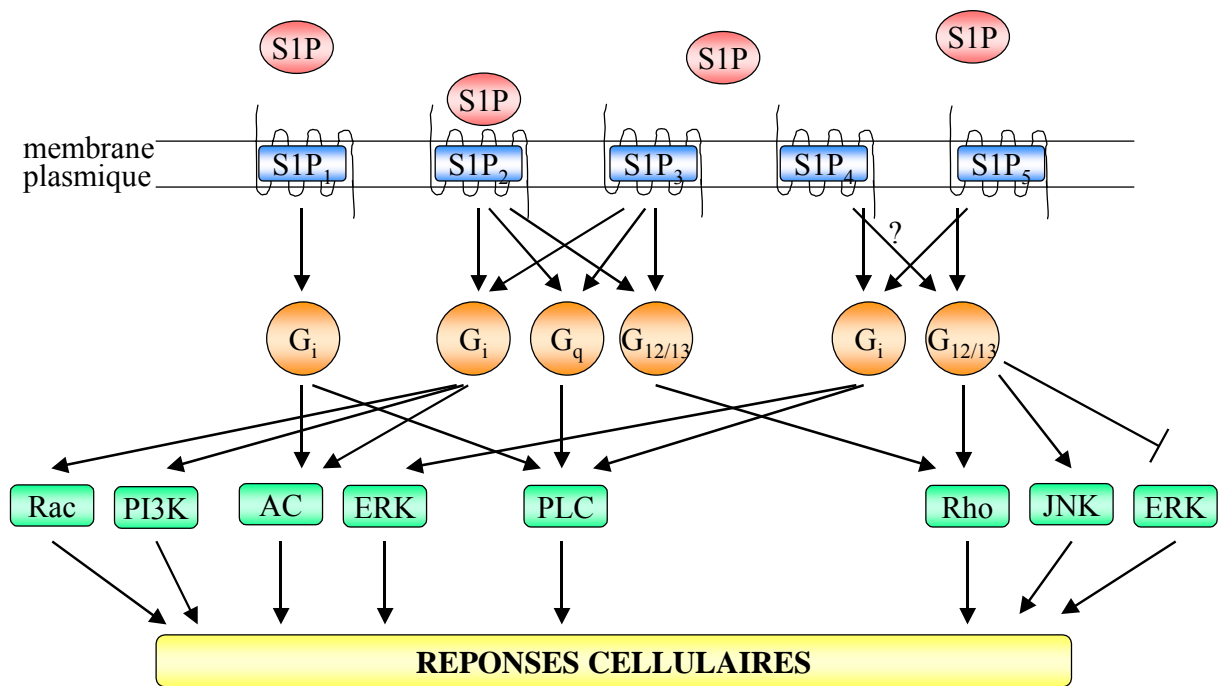 S1P
S1P
S1P
S1P
membrane
plasmique
S1P1
S1P2
S1P3
S1P4
S1P5
?
Gi
Gi
Gq
G12/13
Gi
G12/13
Rac
PI3K
AC
ERK
PLC
Rho
JNK
ERK
REPONSES CELLULAIRES